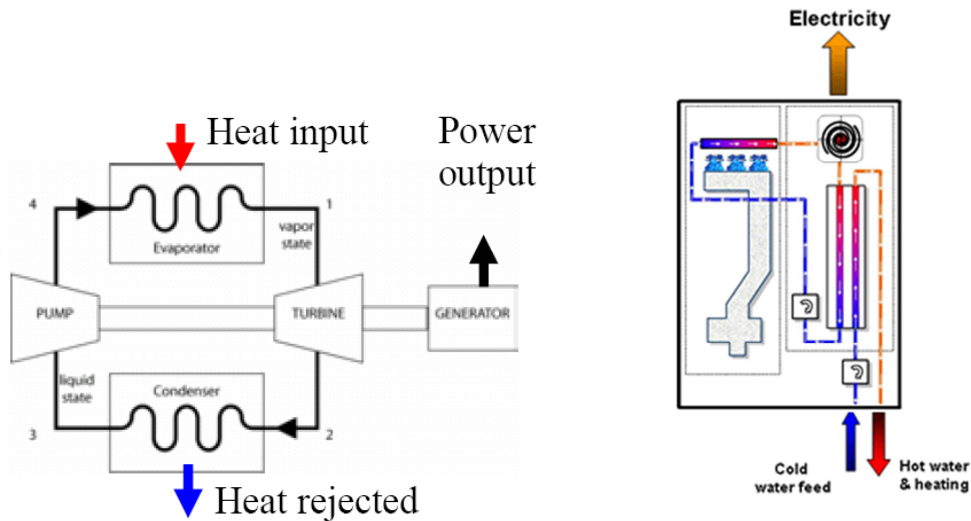 Heat input
Power
output
4
1
vapor
state
Evaporator
PUMP
TURBINE
GENERATOR
liquid
state
Condenser
3
2
Heat rejected
Electricity
Cold
water feed
Hot water
& heating